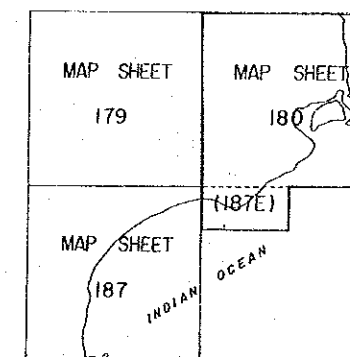 MAP SHEET
179
MAP SHEET
180
(187E)
MAP SHEET
187
INDIAN OCEAN